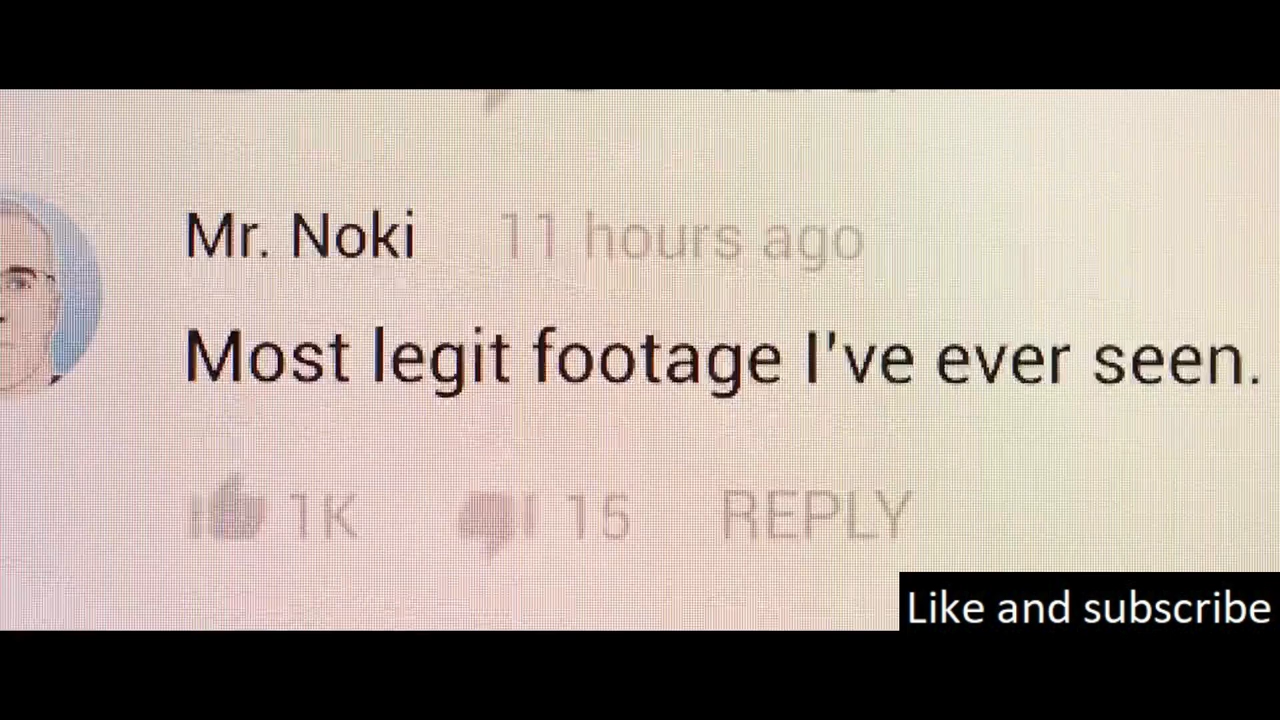 Mr. Noki 11 hours ago
Most legit footage I've ever seen.
1K 15 REPLY
Like and subscribe